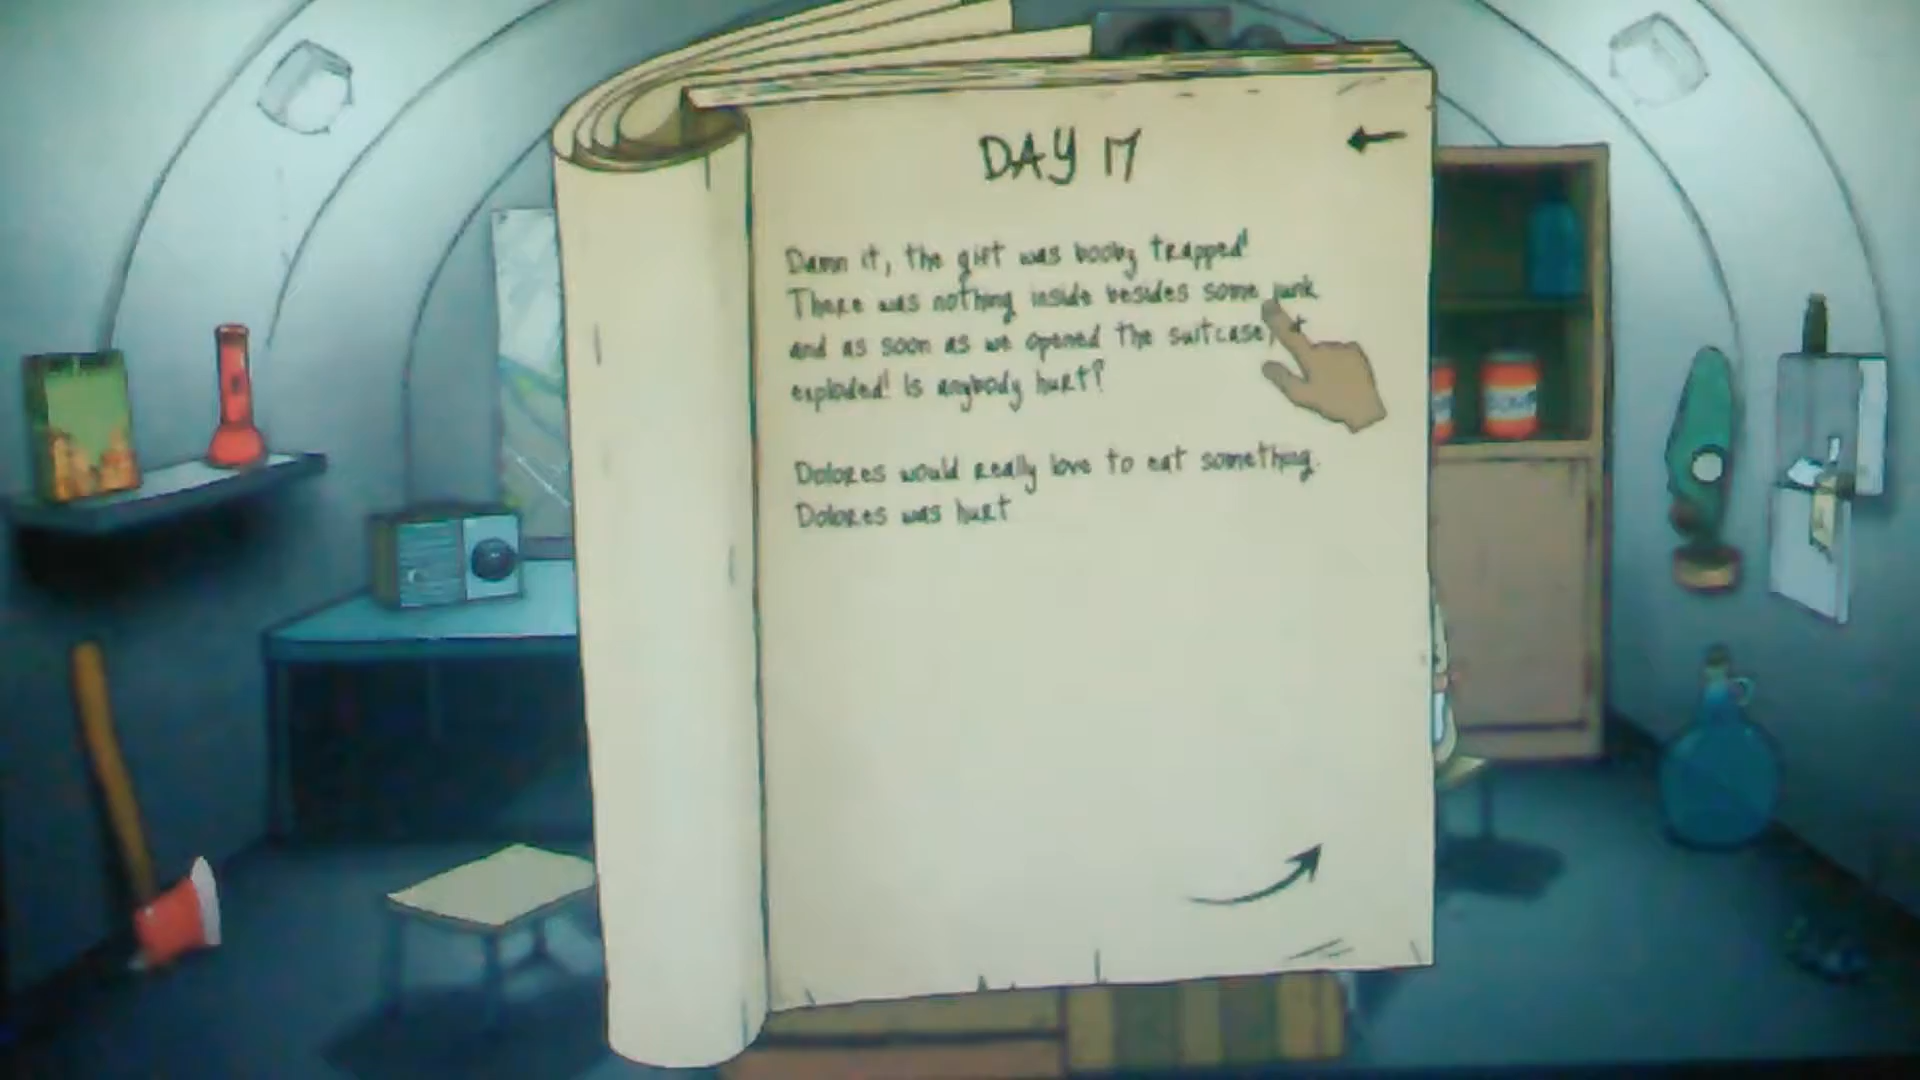 DAY 17
Damn it, the gift was booby trapped!
There was nothing inside besides some junk
and as soon as we opened the suitcase,
exploded! Is anybody hurt?
Dolores would really love to eat something.
Dolores was hurt